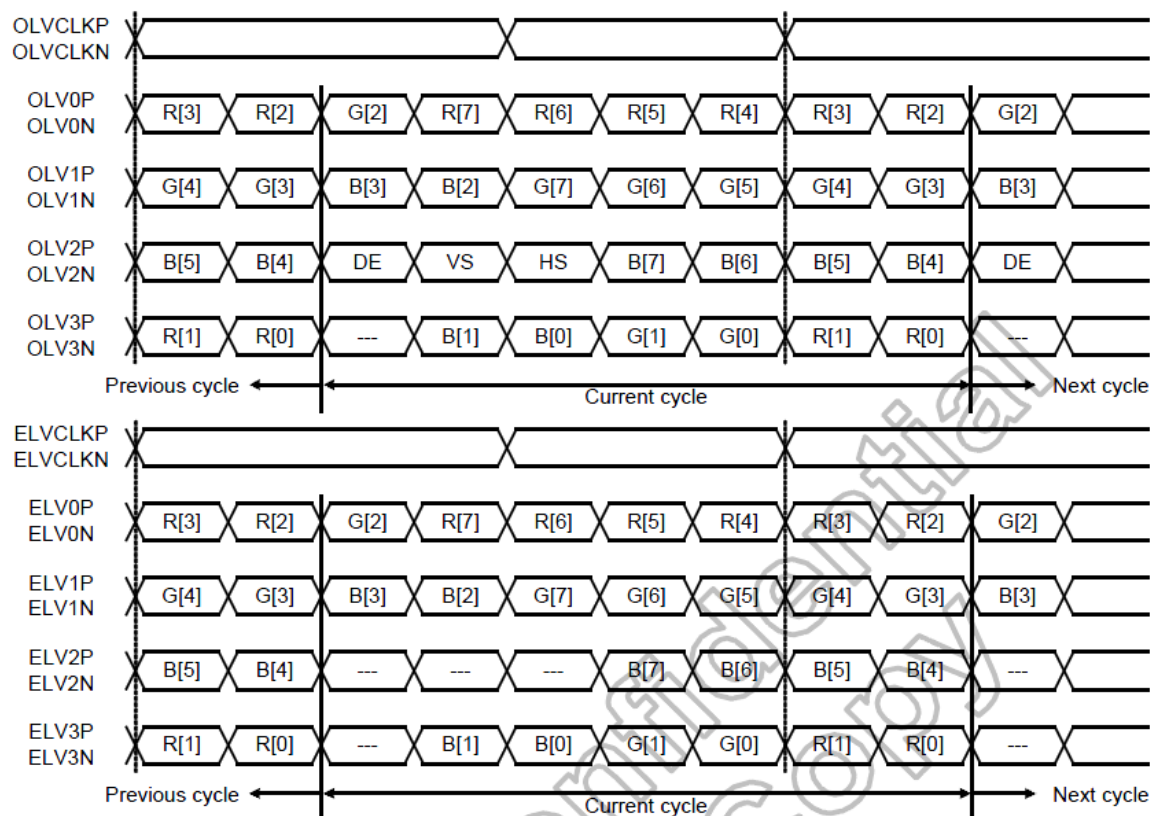 OLVCLKP
OLVCLKN
OLV0P
OLV0N
R[3] R[2] G[2] R[7] R[6] R[5] R[4] R[3] R[2] G[2]
OLV1P
OLV1N
G[4] G[3] B[3] B[2] G[7] G[6] G[5] G[4] G[3] B[3]
OLV2P
OLV2N
B[5] B[4] DE VS HS B[7] B[6] B[5] B[4] DE
OLV3P
OLV3N
R[1] R[0] --- B[1] B[0] G[1] G[0] R[1] R[0] ---
Previous cycle Current cycle Next cycle
ELVCLKP
ELVCLKN
ELV0P
ELV0N
R[3] R[2] G[2] R[7] R[6] R[5] R[4] R[3] R[2] G[2]
ELV1P
ELV1N
G[4] G[3] B[3] B[2] G[7] G[6] G[5] G[4] G[3] B[3]
ELV2P
ELV2N
B[5] B[4] --- --- --- B[7] B[6] B[5] B[4] ---
ELV3P
ELV3N
R[1] R[0] --- B[1] B[0] G[1] G[0] R[1] R[0] ---
Previous cycle Current cycle Next cycle
Copy